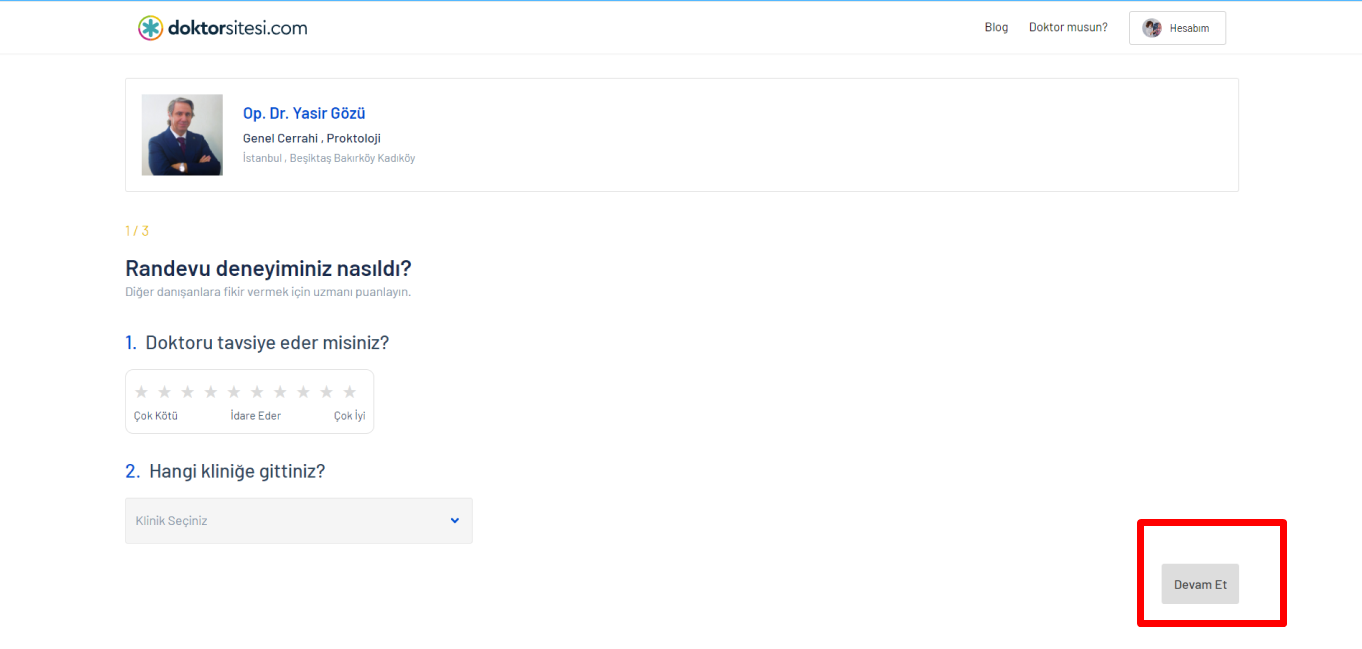 doktorsitesi.com
Blog
Doktor musun?
Hesabım
Op. Dr. Yasir Gözü
Genel Cerrahi , Proktoloji
İstanbul , Beşiktaş Bakırköy Kadıköy
1 / 3
Randevu deneyiminiz nasıldı?
Diğer danışanlara fikir vermek için uzmanı puanlayın.
1. Doktoru tavsiye eder misiniz?
Çok Kötü
İdare Eder
Çok İyi
2. Hangi kliniğe gittiniz?
Klinik Seçiniz
Devam Et